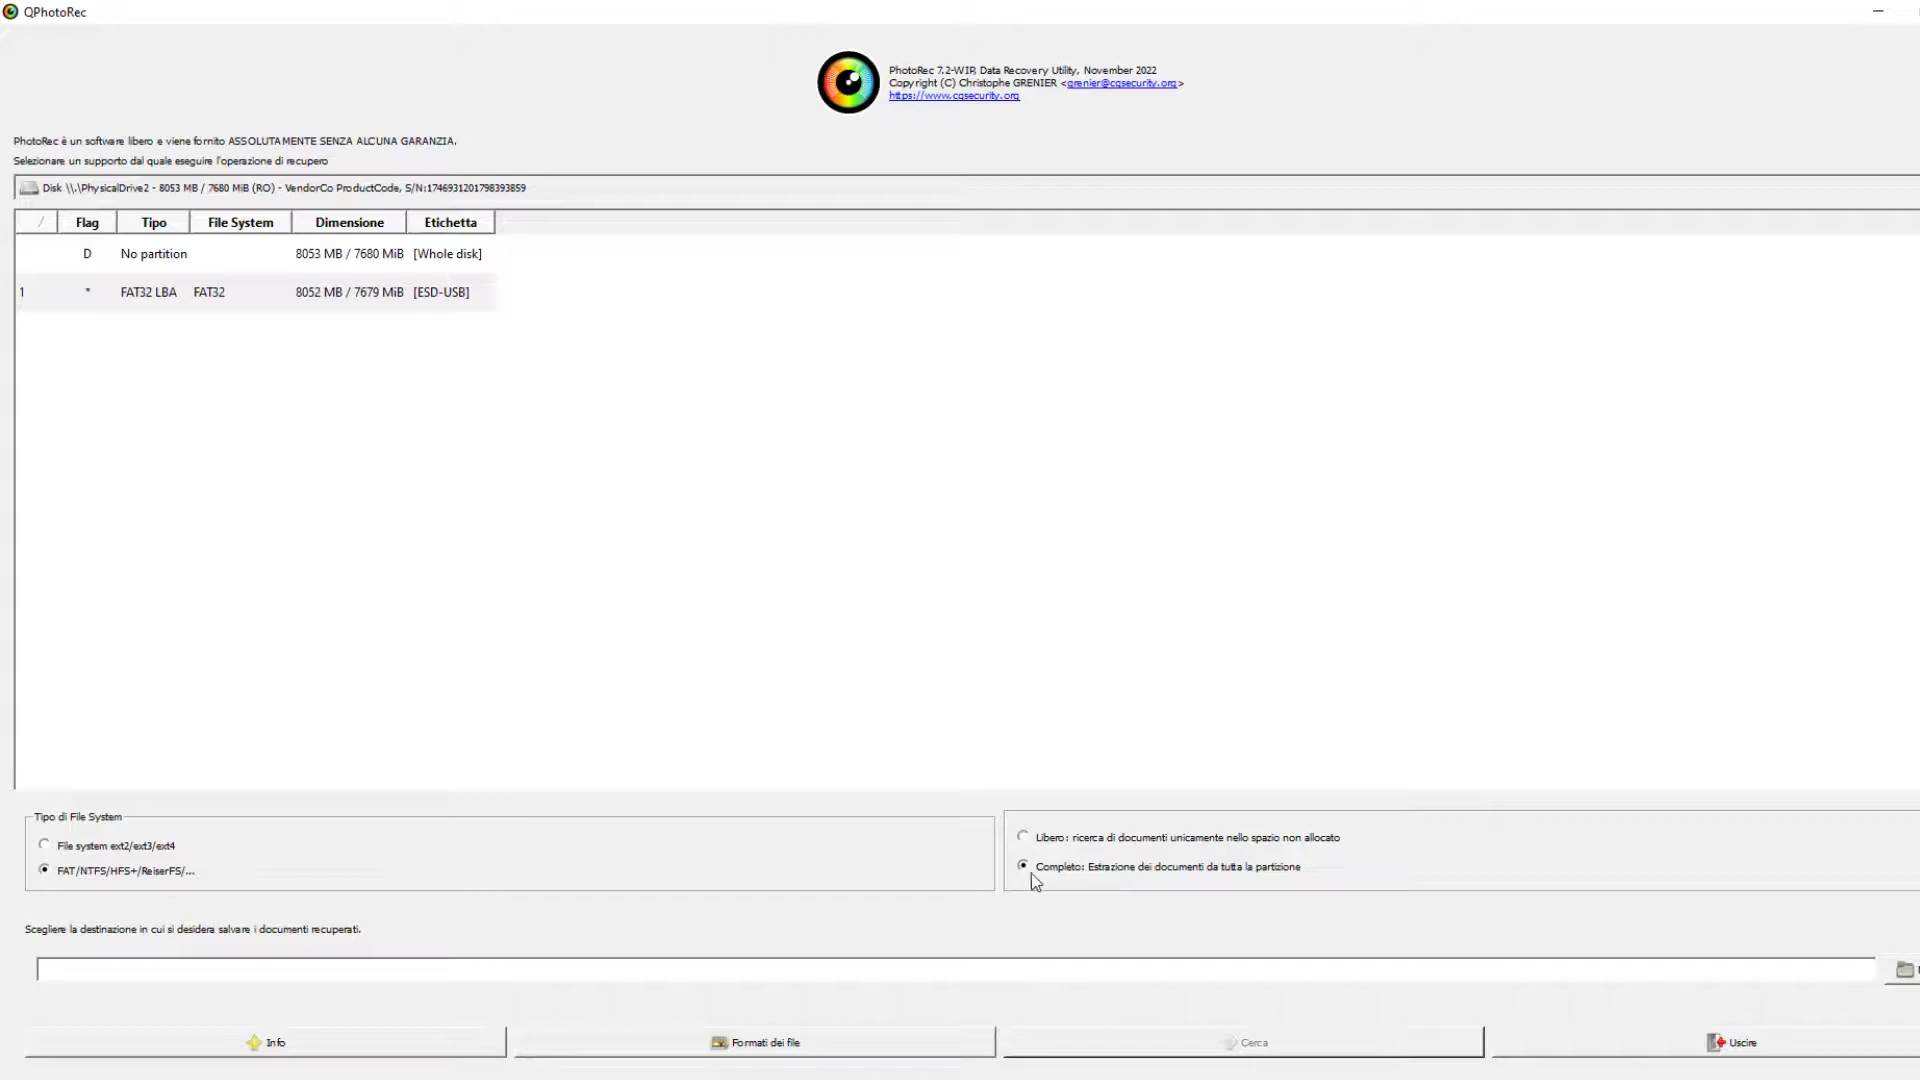 QPhotoRec
PhotoRec 7.2-WIP, Data Recovery Utility, November 2022
Copyright (C) Christophe GRENIER <grenier@cgsecurity.org>
https://www.cgsecurity.org
PhotoRec è un software libero e viene fornito ASSOLUTAMENTE SENZA ALCUNA GARANZIA.
Selezionare un supporto dal quale eseguire l'operazione di recupero
Disk \\.\PhysicalDrive2 - 8053 MB / 7680 MiB (RO) - VendorCo ProductCode, S/N:1746931201798393859
/ Flag Tipo File System Dimensione Etichetta
D No partition 8053 MB / 7680 MiB [Whole disk]
1 * FAT32 LBA FAT32 8052 MB / 7679 MiB [ESD-USB]
Tipo di File System
File system ext2/ext3/ext4
FAT/NTFS/HFS+/ReiserFS/...
Libero: ricerca di documenti unicamente nello spazio non allocato
Completo: Estrazione dei documenti da tutta la partizione
Scegliere la destinazione in cui si desidera salvare i documenti recuperati.
Info
Formati dei file
Cerca
Uscire